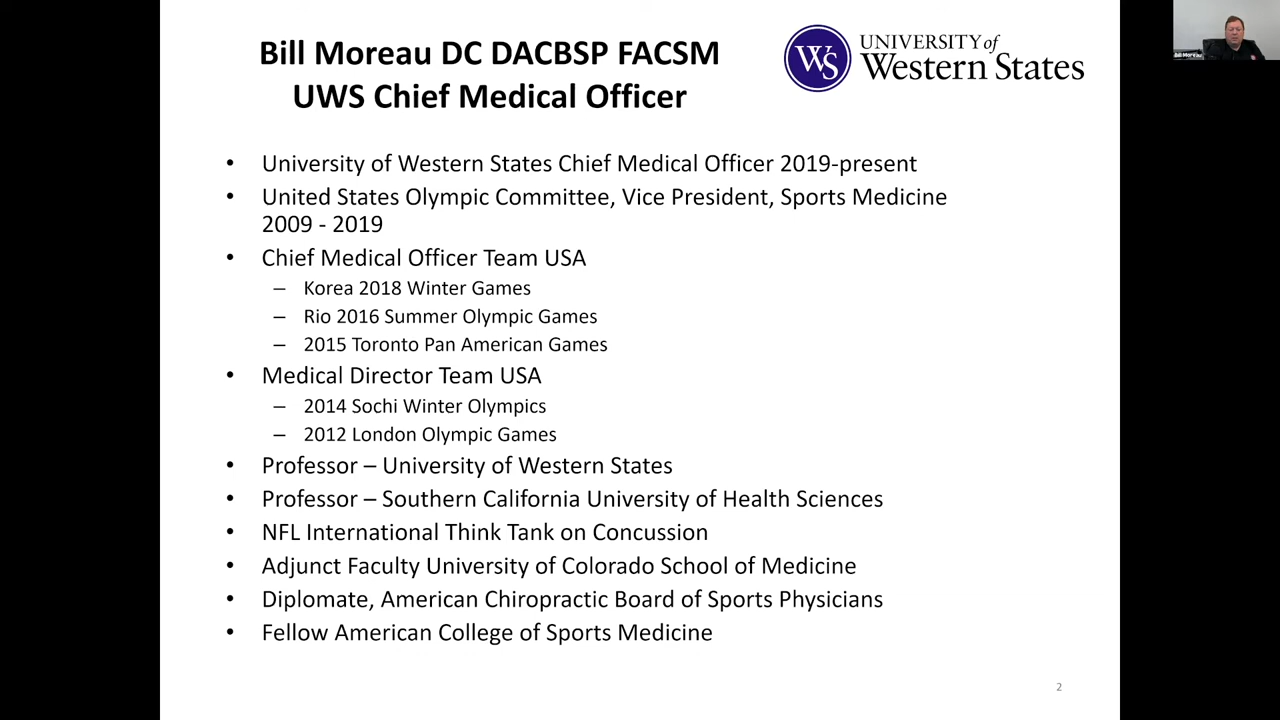 Bill Moreau DC DACBSP FACSM
UWS Chief Medical Officer
WS
UNIVERSITY of
Western States
Bill Moreau
• University of Western States Chief Medical Officer 2019-present
• United States Olympic Committee, Vice President, Sports Medicine
2009 - 2019
• Chief Medical Officer Team USA
– Korea 2018 Winter Games
– Rio 2016 Summer Olympic Games
– 2015 Toronto Pan American Games
• Medical Director Team USA
– 2014 Sochi Winter Olympics
– 2012 London Olympic Games
• Professor – University of Western States
• Professor – Southern California University of Health Sciences
• NFL International Think Tank on Concussion
• Adjunct Faculty University of Colorado School of Medicine
• Diplomate, American Chiropractic Board of Sports Physicians
• Fellow American College of Sports Medicine
2